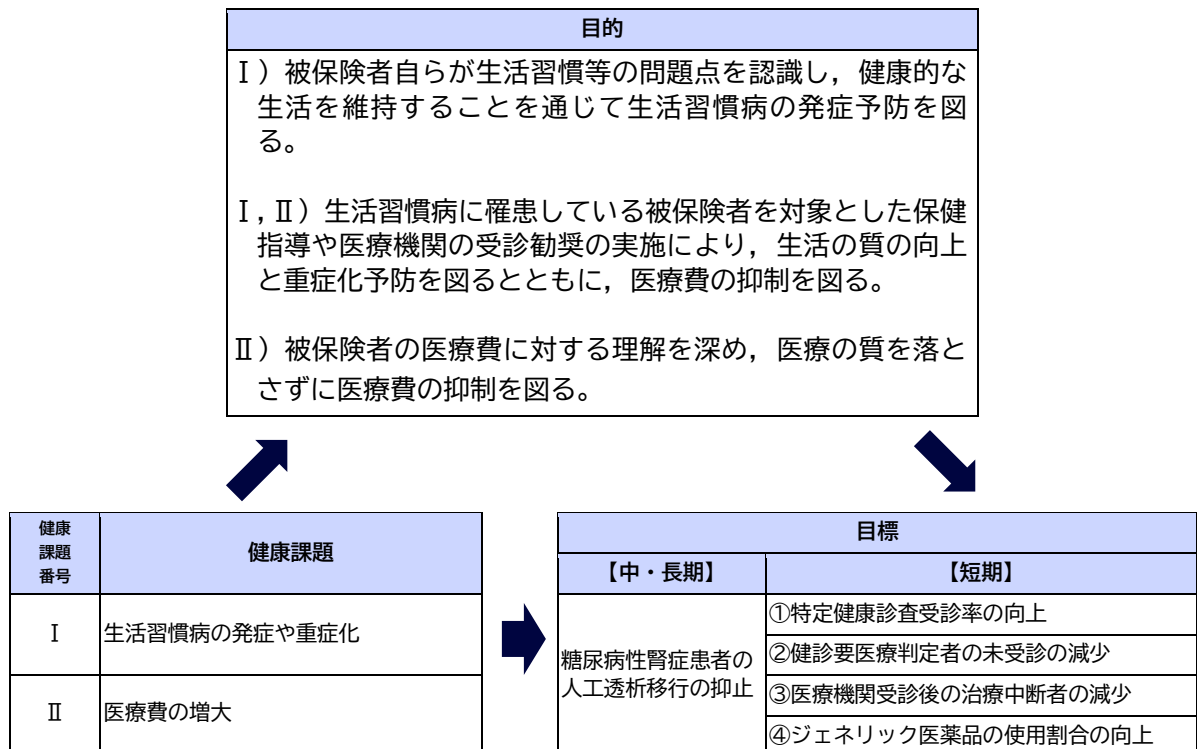 目的
Ⅰ）被保険者自らが生活習慣等の問題点を認識し，健康的な
生活を維持することを通じて生活習慣病の発症予防を図
る。
Ⅰ，Ⅱ）生活習慣病に罹患している被保険者を対象とした保健
指導や医療機関の受診勧奨の実施により，生活の質の向上
と重症化予防を図るとともに，医療費の抑制を図る。
Ⅱ）被保険者の医療費に対する理解を深め，医療の質を落と
さずに医療費の抑制を図る。
健康
課題
番号
健康課題
Ⅰ
生活習慣病の発症や重症化
Ⅱ
医療費の増大
目標
【中・長期】
【短期】
糖尿病性腎症患者の
人工透析移行の抑止
①特定健康診査受診率の向上
②健診要医療判定者の未受診の減少
③医療機関受診後の治療中断者の減少
④ジェネリック医薬品の使用割合の向上